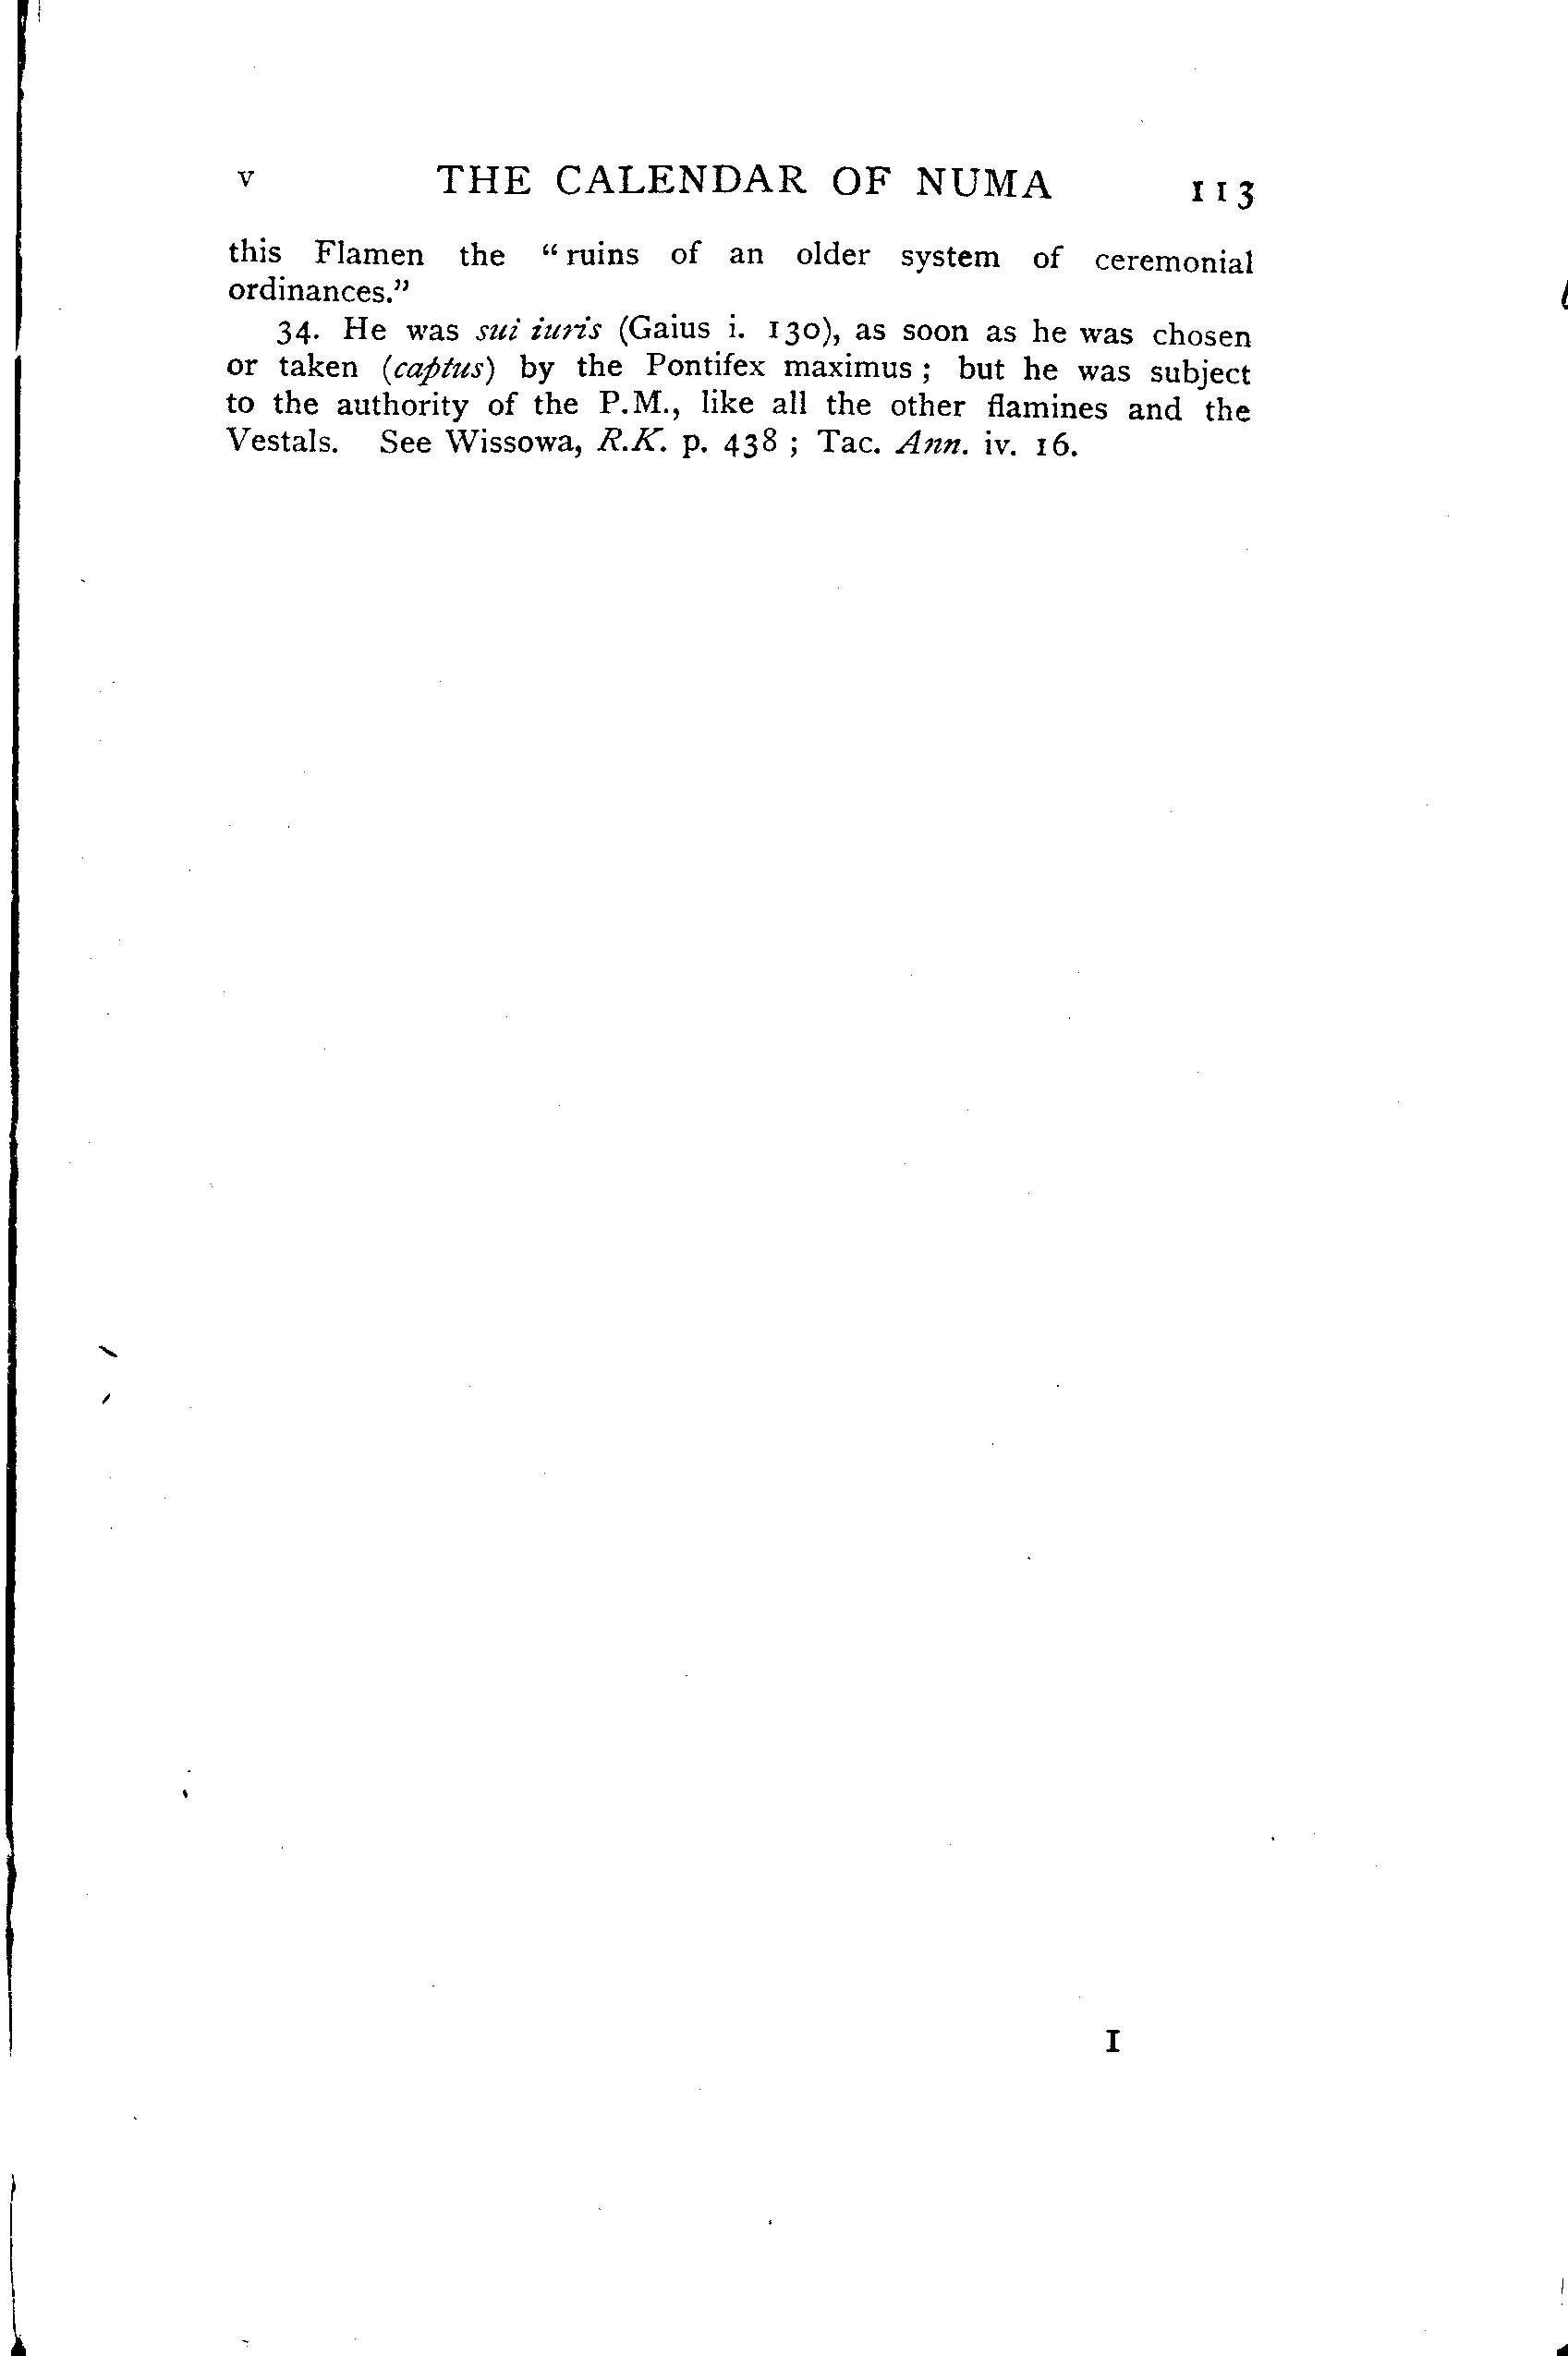 v THE CALENDAR OF NUMA 113
this Flamen the “ruins of an older system of ceremonial
ordinances.”
34. He was sui iuris (Gaius i. 130), as soon as he was chosen
or taken (captus) by the Pontifex maximus ; but he was subject
to the authority of the P.M., like all the other flamines and the
Vestals. See Wissowa, R.K. p. 438 ; Tac. Ann. iv. 16.
I